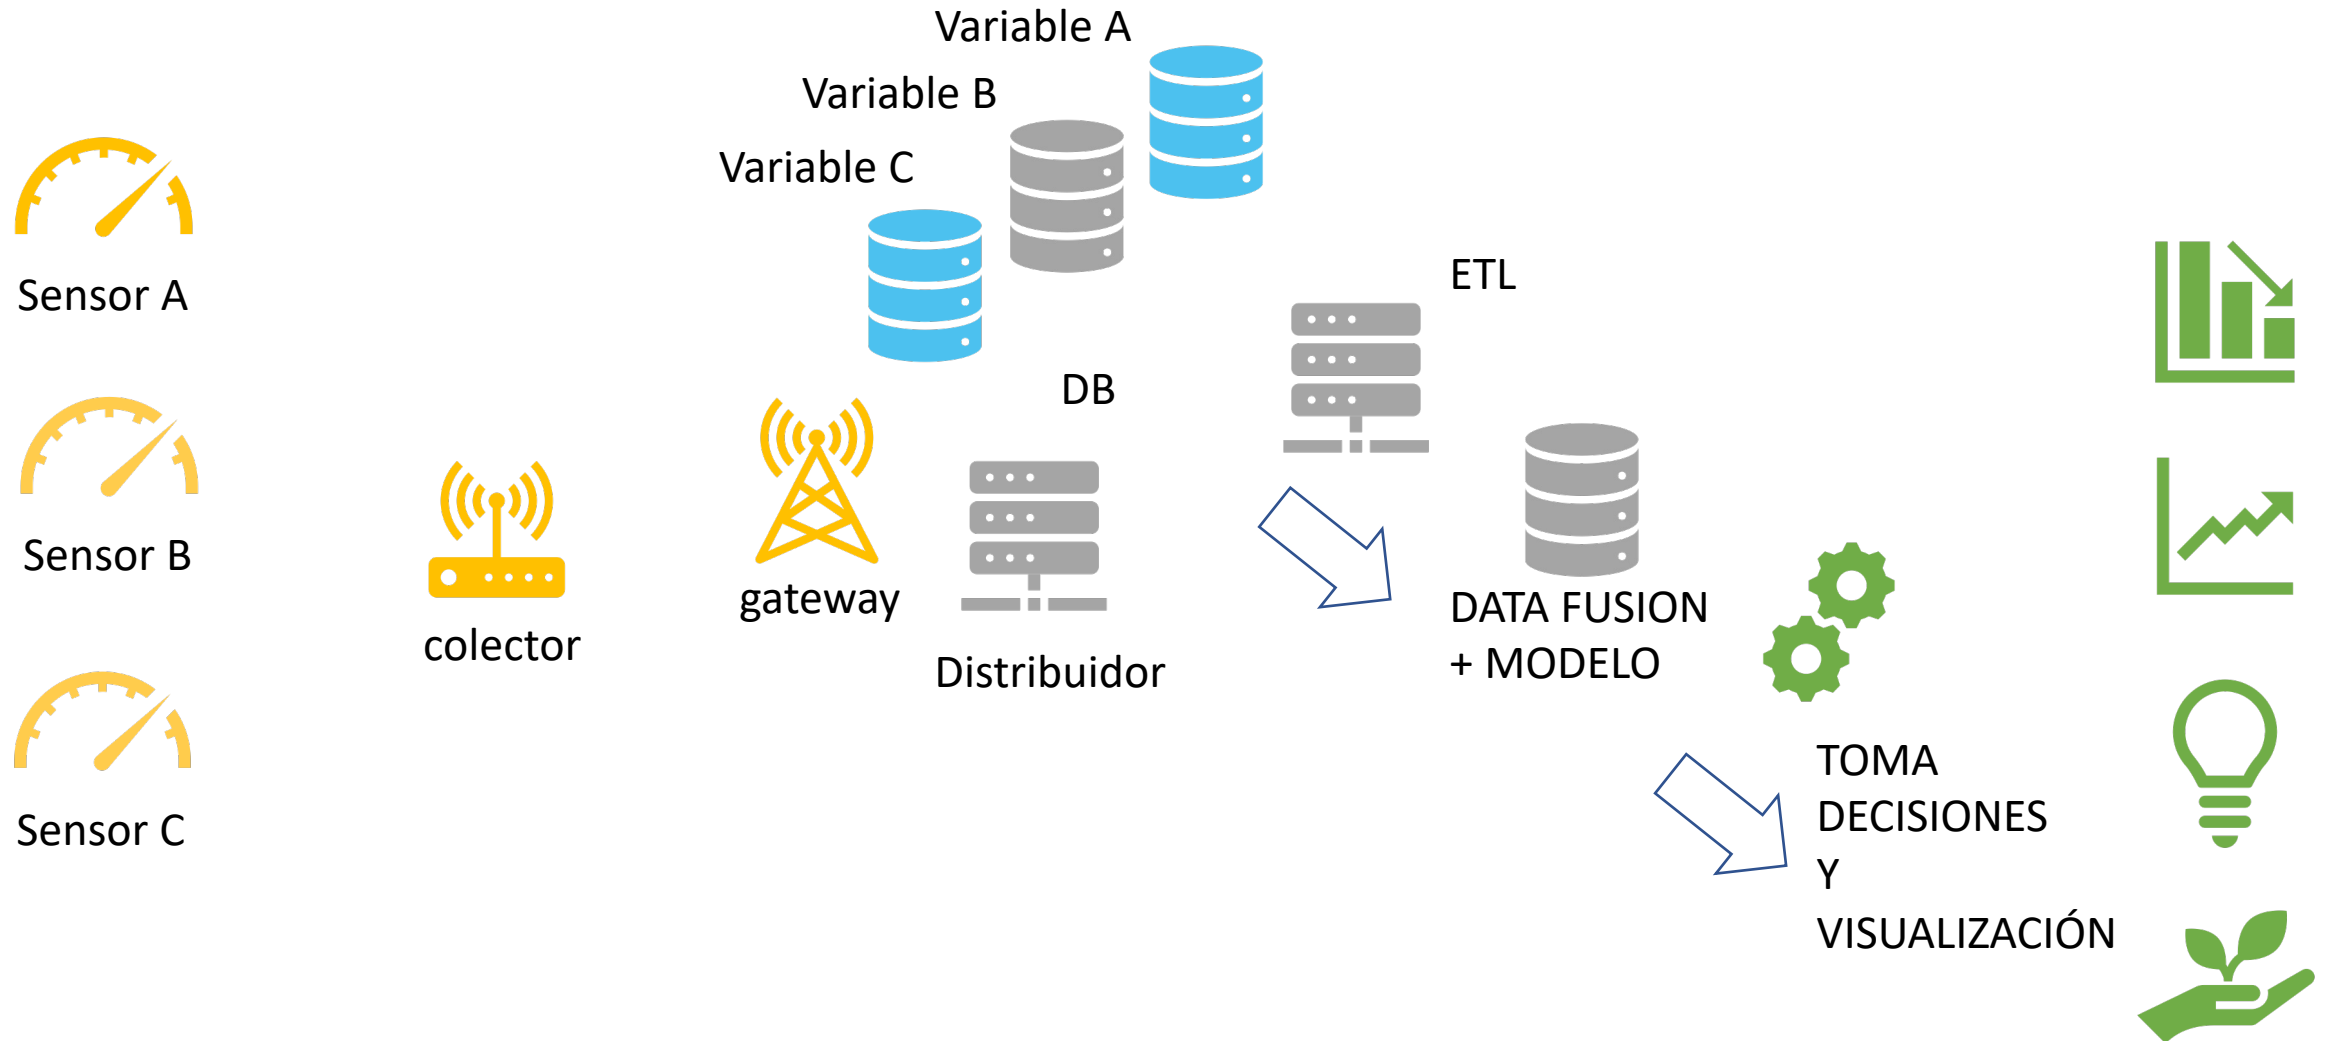 Variable A
Variable B
Variable C
Sensor A
Sensor B
Sensor C
colector
gateway
DB
Distribuidor
ETL
DATA FUSION
+ MODELO
TOMA
DECISIONES
Y
VISUALIZACIÓN